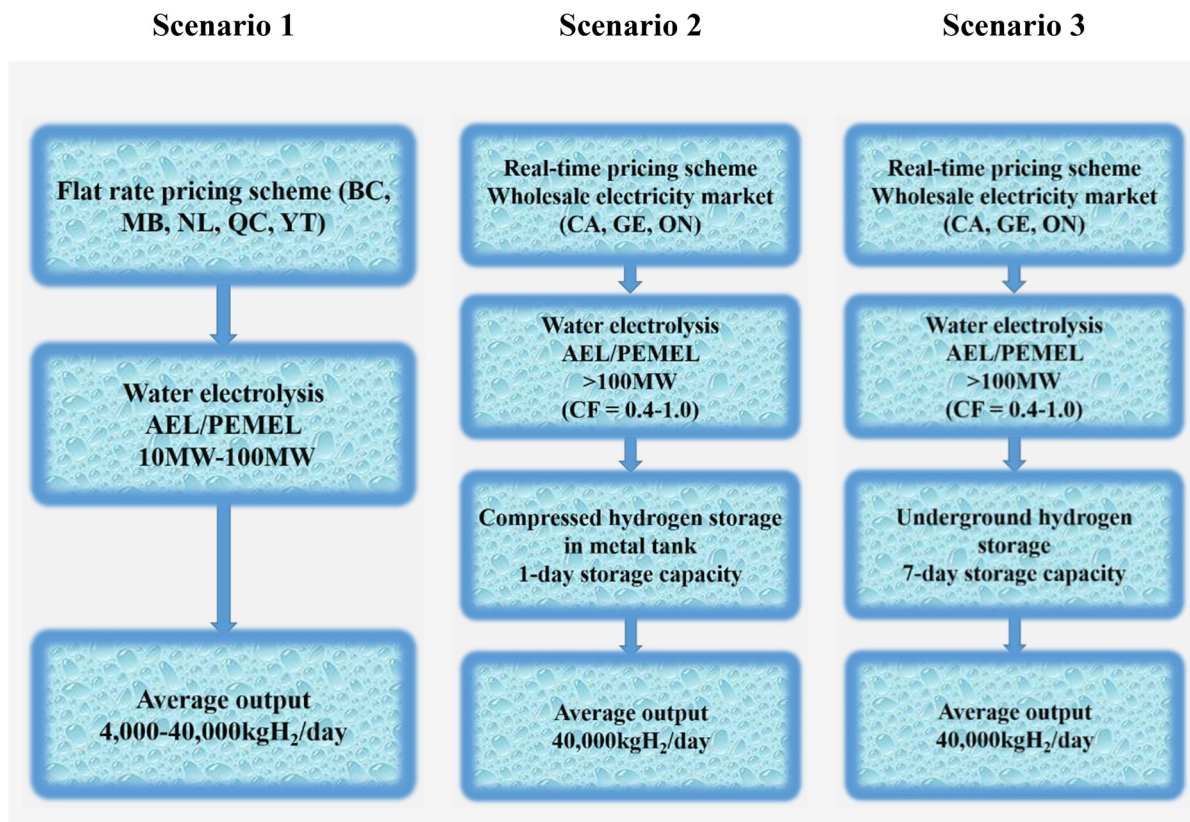 Scenario 1
Flat rate pricing scheme (BC,
MB, NL, QC, YT)
Water electrolysis
AEL/PEMEL
10MW-100MW
Average output
4,000-40,000kgH₂/day
Scenario 2
Real-time pricing scheme
Wholesale electricity market
(CA, GE, ON)
Water electrolysis
AEL/PEMEL
>100MW
(CF = 0.4-1.0)
Compressed hydrogen storage
in metal tank
1-day storage capacity
Average output
40,000kgH₂/day
Scenario 3
Real-time pricing scheme
Wholesale electricity market
(CA, GE, ON)
Water electrolysis
AEL/PEMEL
>100MW
(CF = 0.4-1.0)
Underground hydrogen
storage
7-day storage capacity
Average output
40,000kgH₂/day